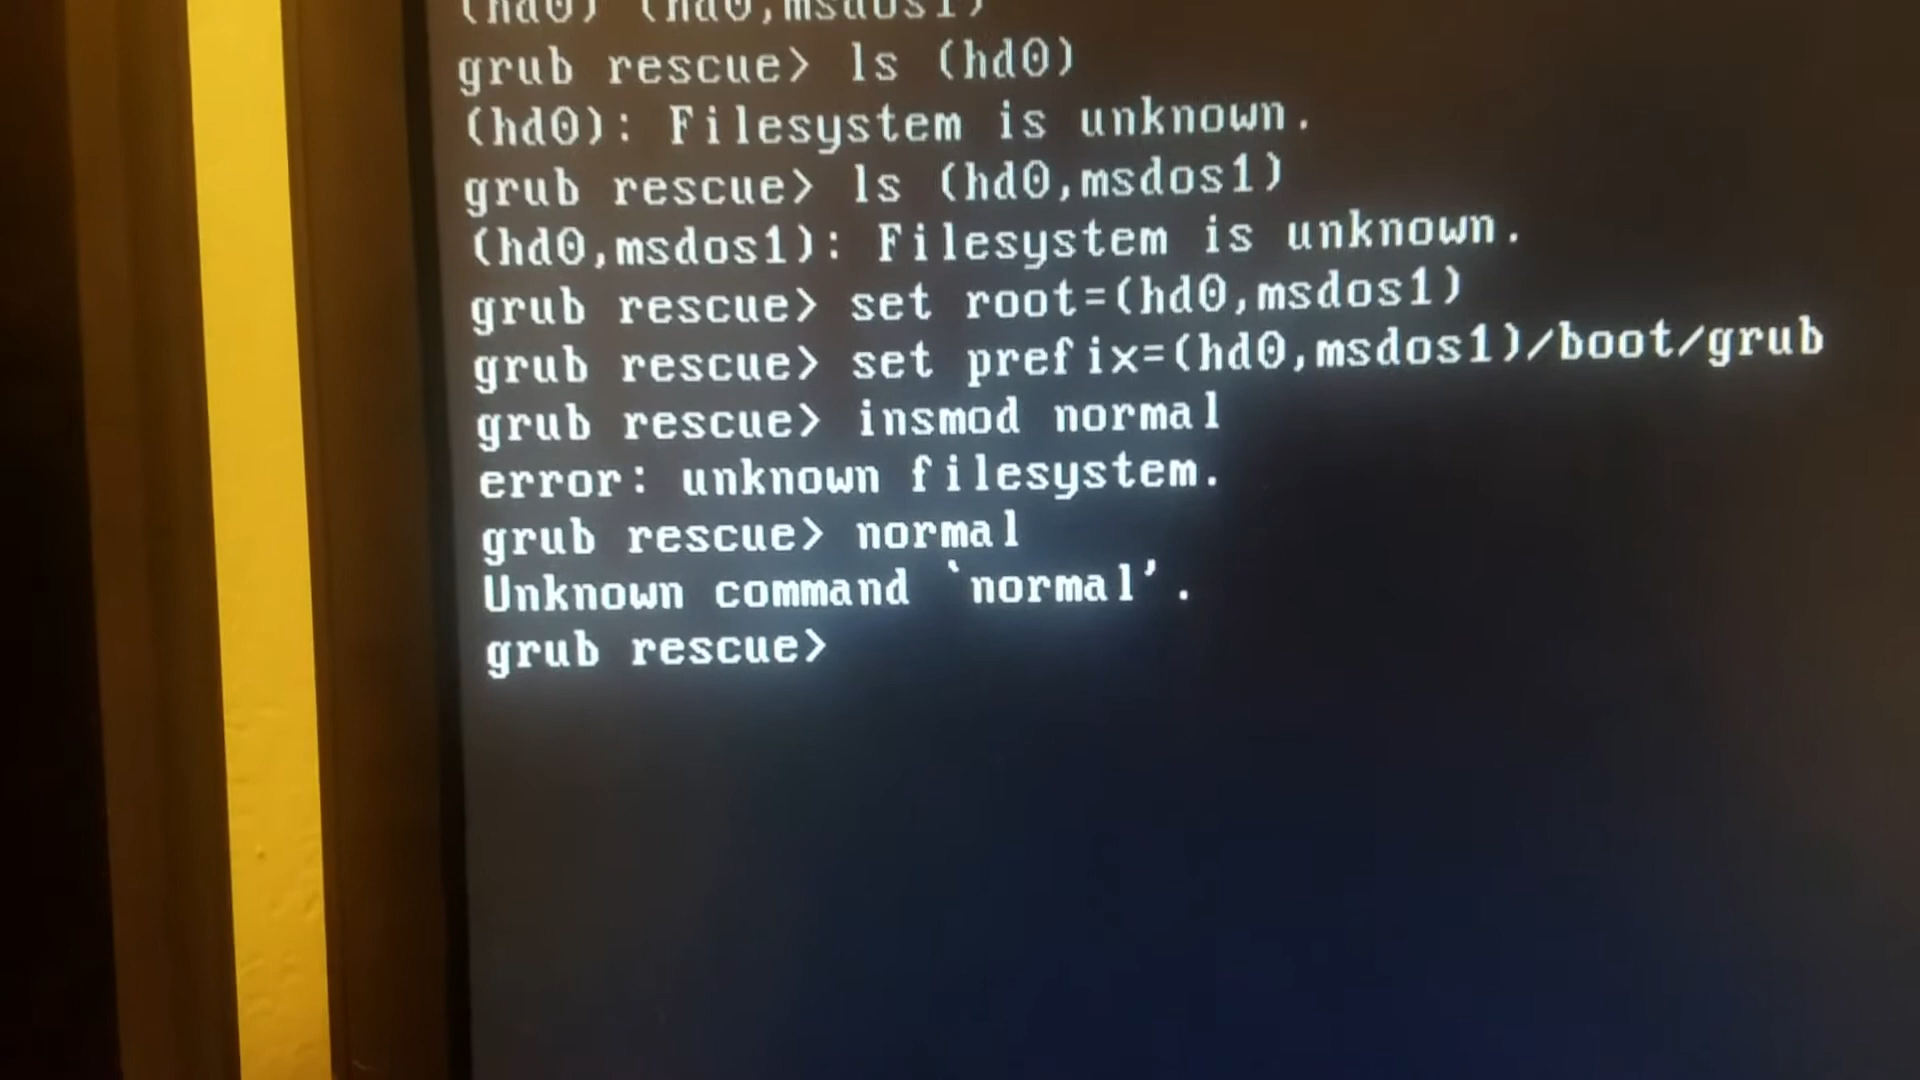 (hd0) (hd0,msdos1)
grub rescue> ls (hd0)
(hd0): Filesystem is unknown.
grub rescue> ls (hd0,msdos1)
(hd0,msdos1): Filesystem is unknown.
grub rescue> set root=(hd0,msdos1)
grub rescue> set prefix=(hd0,msdos1)/boot/grub
grub rescue> insmod normal
error: unknown filesystem.
grub rescue> normal
Unknown command `normal'.
grub rescue>